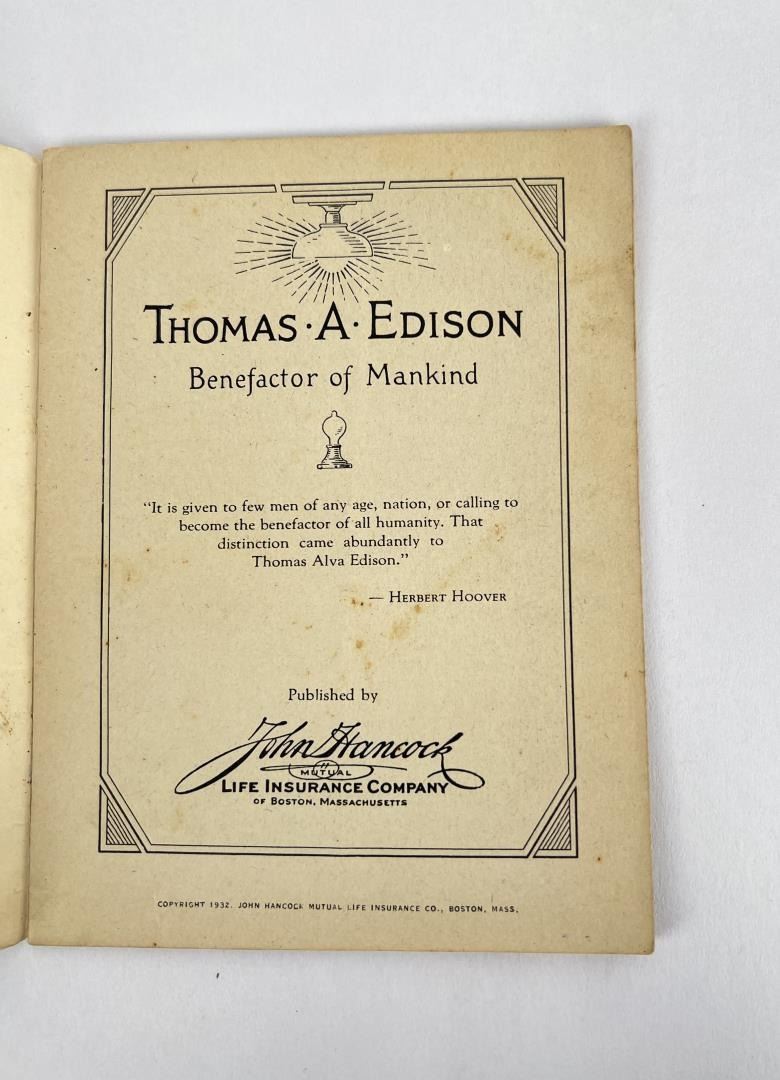 THOMAS · A · EDISON
Benefactor of Mankind
"It is given to few men of any age, nation, or calling to
become the benefactor of all humanity. That
distinction came abundantly to
Thomas Alva Edison."
— HERBERT HOOVER
Published by
John Hancock
MUTUAL
LIFE INSURANCE COMPANY
OF BOSTON, MASSACHUSETTS
COPYRIGHT 1932. JOHN HANCOCK MUTUAL LIFE INSURANCE CO., BOSTON, MASS.